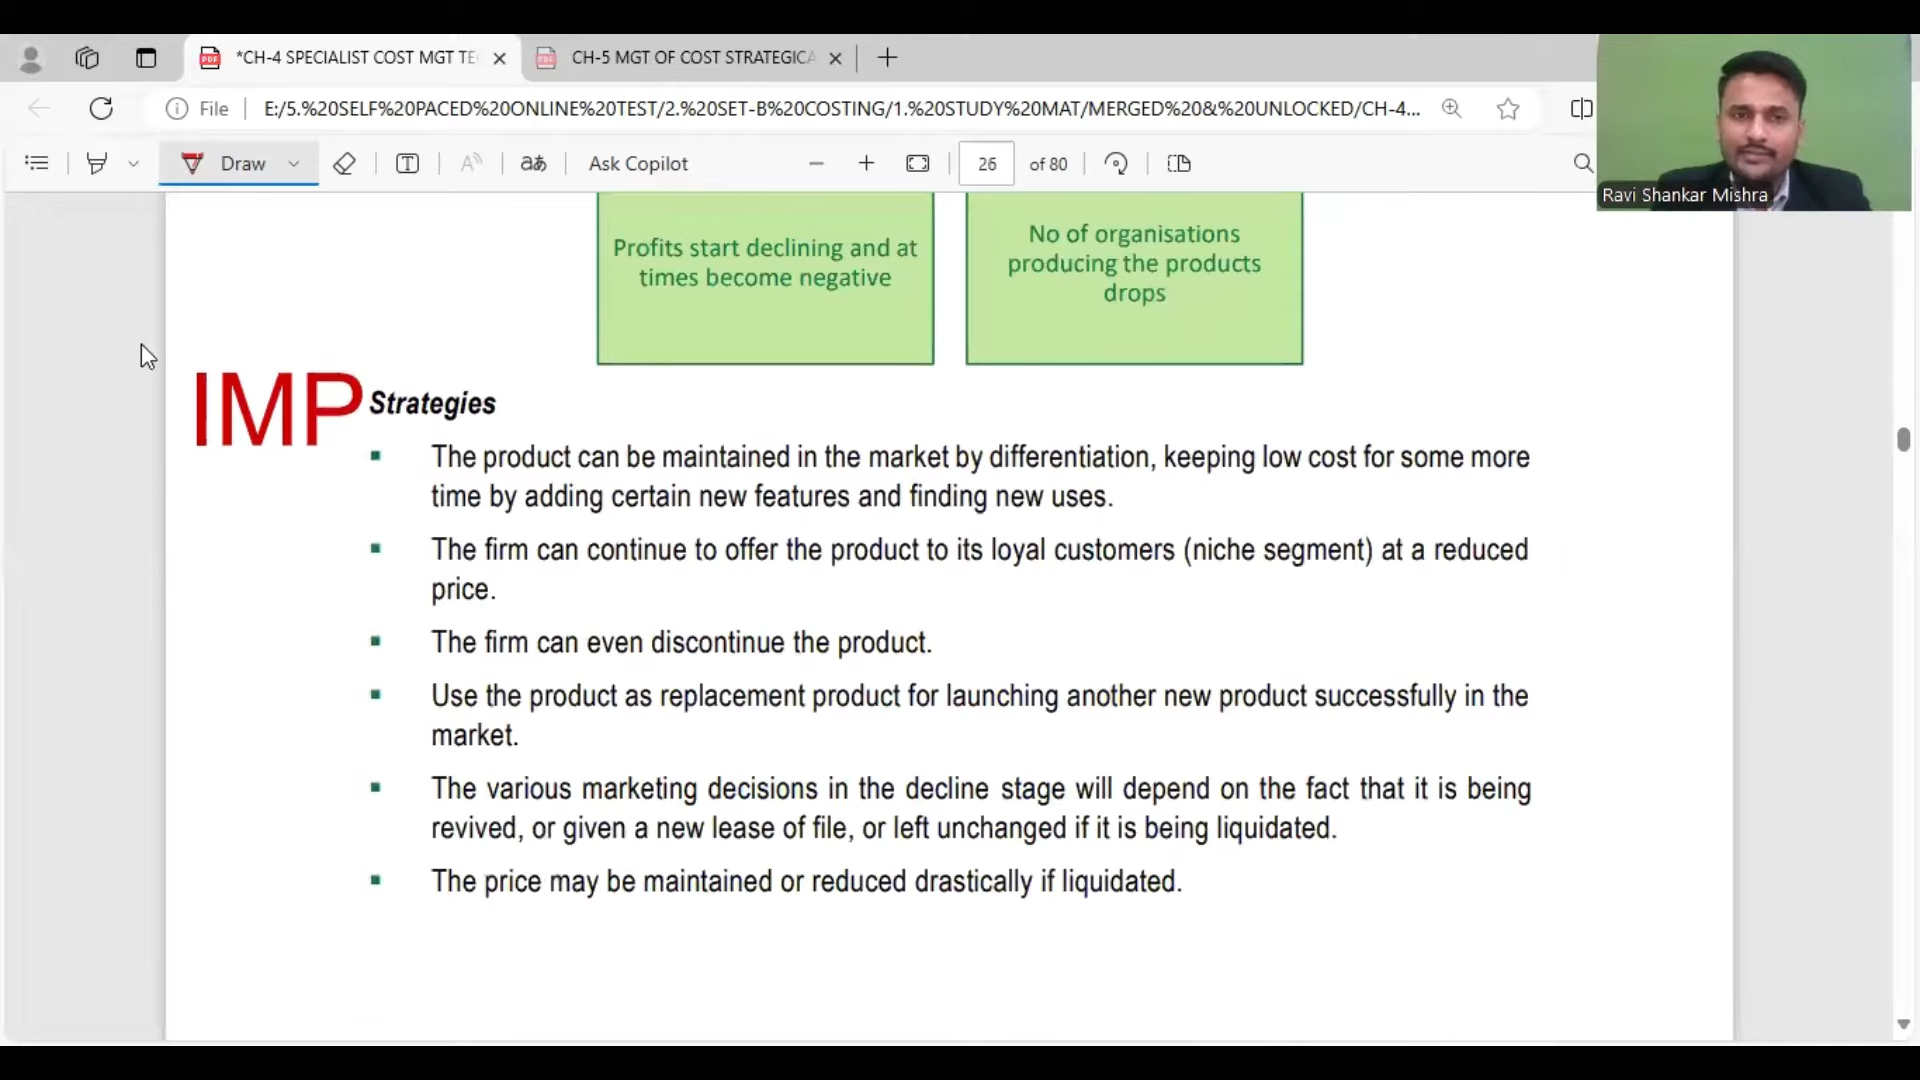 *CH-4 SPECIALIST COST MGT TE
CH-5 MGT OF COST STRATEGICA
File
E:/5.%20SELF%20PACED%20ONLINE%20TEST/2.%20SET-B%20COSTING/1.%20STUDY%20MAT/MERGED%20&%20UNLOCKED/CH-4...
Draw
Ask Copilot
26 of 80
Ravi Shankar Mishra
Profits start declining and at
times become negative
No of organisations
producing the products
drops
IMP
Strategies
▪ The product can be maintained in the market by differentiation, keeping low cost for some more
time by adding certain new features and finding new uses.
▪ The firm can continue to offer the product to its loyal customers (niche segment) at a reduced
price.
▪ The firm can even discontinue the product.
▪ Use the product as replacement product for launching another new product successfully in the
market.
▪ The various marketing decisions in the decline stage will depend on the fact that it is being
revived, or given a new lease of file, or left unchanged if it is being liquidated.
▪ The price may be maintained or reduced drastically if liquidated.